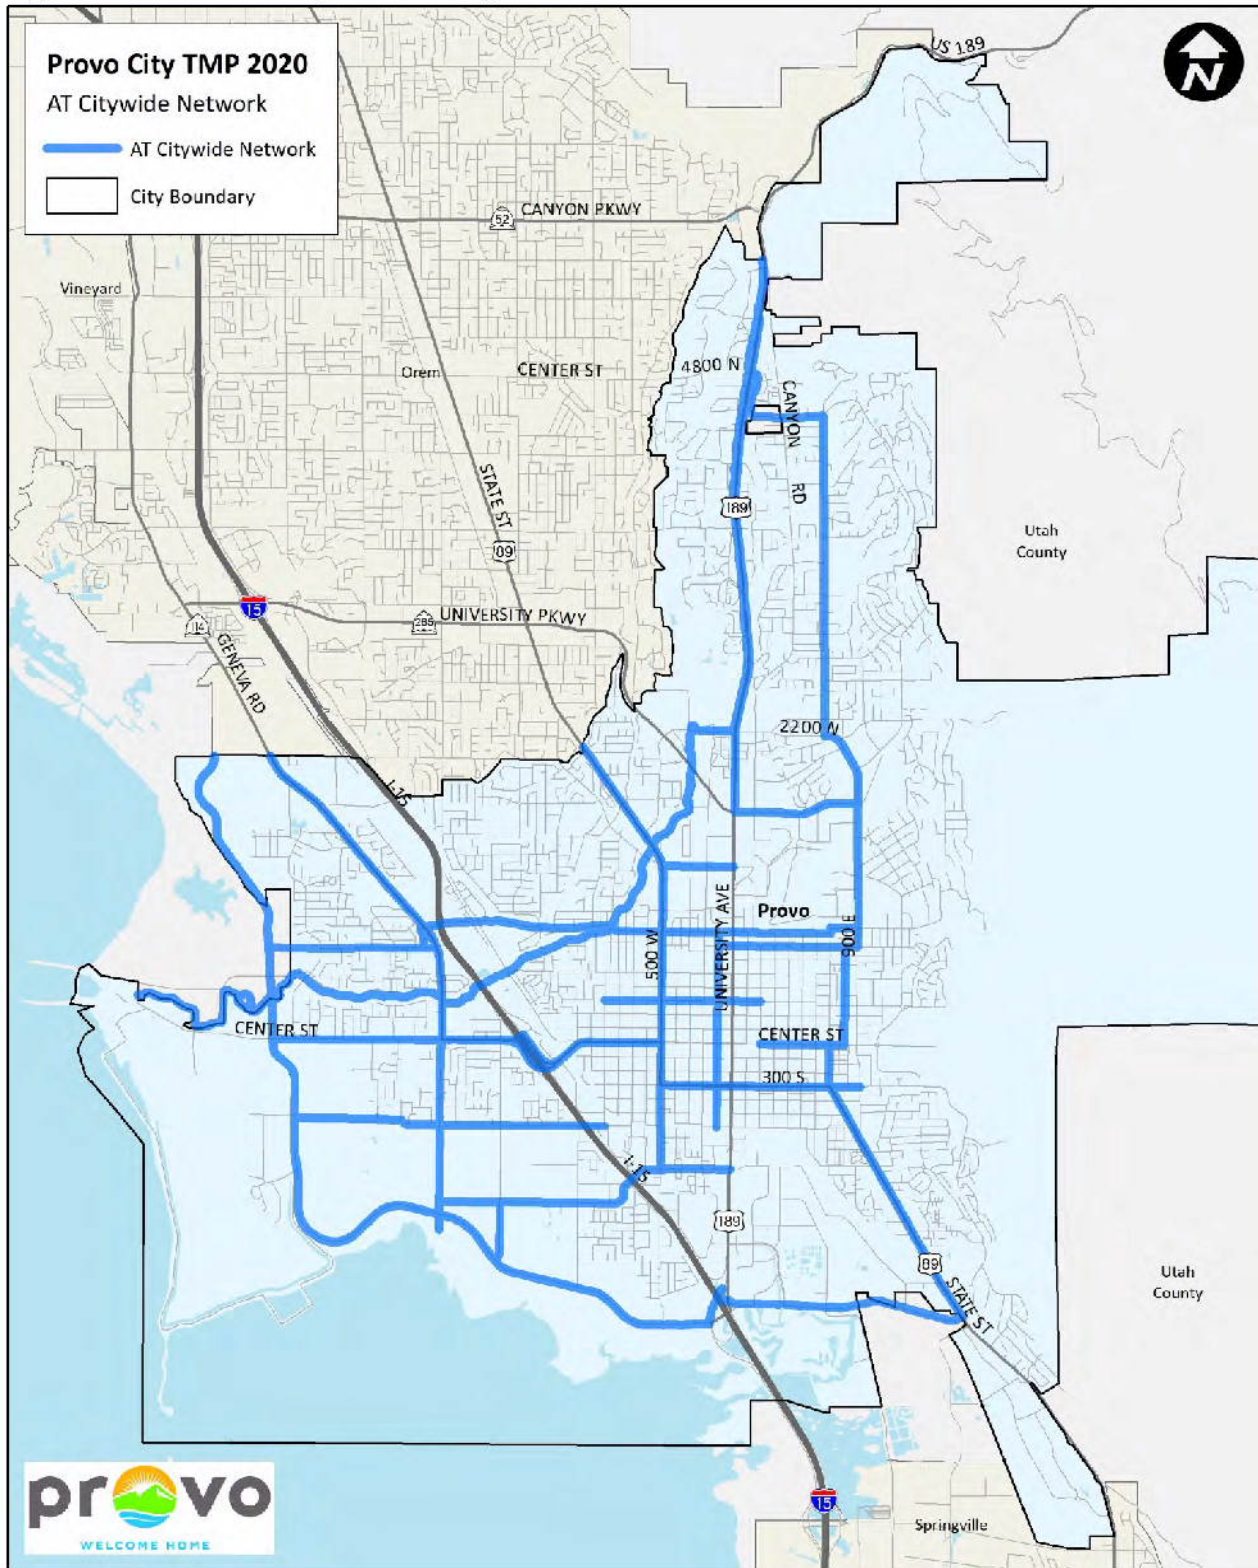 Provo City TMP 2020
AT Citywide Network
AT Citywide Network
City Boundary
N
US 189
52
CANYON PKWY
Vineyard
Orem
CENTER ST
4800 N
CANYON
RD
STATE ST
189
89
Utah
County
15
114
265
UNIVERSITY PKWY
GENEVA RD
2200 W
I-15
Provo
500 W
UNIVERSITY AVE
900 E
CENTER ST
CENTER ST
300 S
I-15
189
89
STATE ST
Utah
County
provo
WELCOME HOME
15
Springville